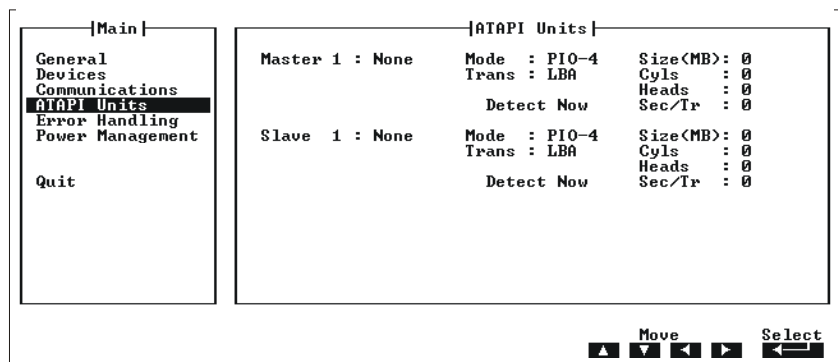 Main
General
Devices
Communications
ATAPI Units
Error Handling
Power Management
Quit
ATAPI Units
Master 1 : None Mode : PIO-4 Size(MB): 0
Trans : LBA Cyls : 0
Heads : 0
Detect Now Sec/Tr : 0
Slave 1 : None Mode : PIO-4 Size(MB): 0
Trans : LBA Cyls : 0
Heads : 0
Detect Now Sec/Tr : 0
Move Select